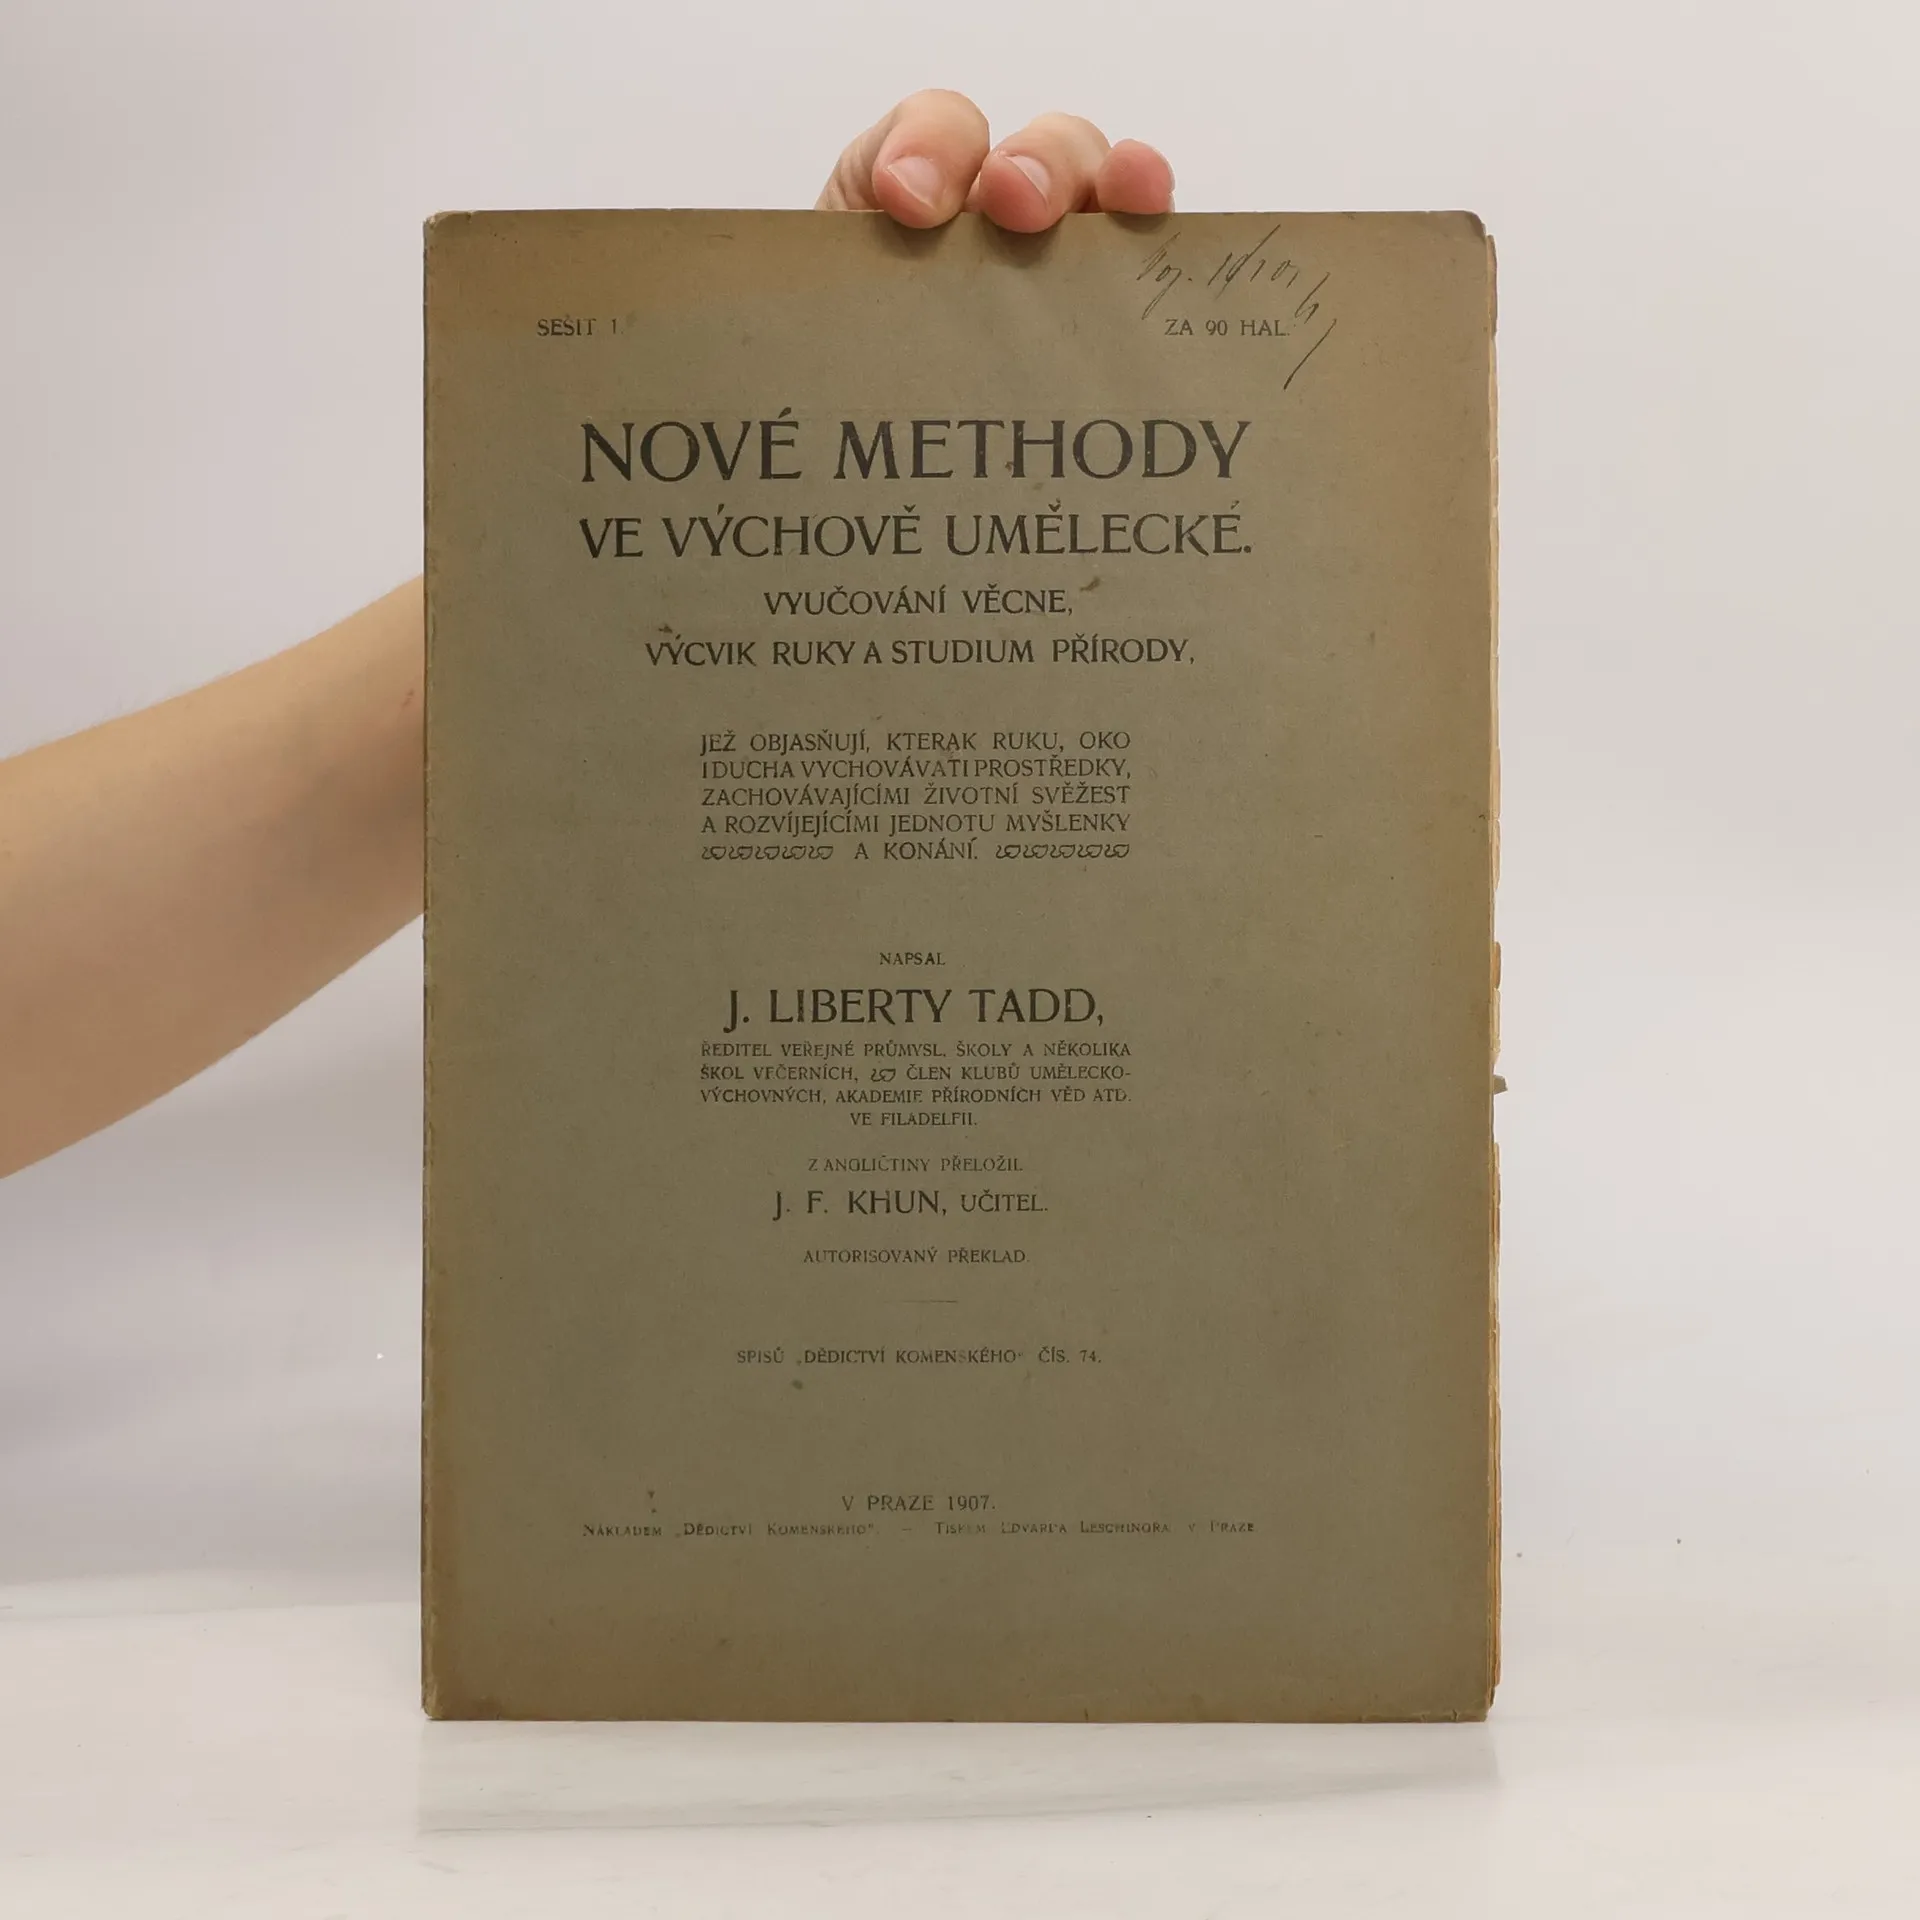 SEŠIT 1.
ZA 90 HAL.
NOVÉ METHODY
VE VÝCHOVĚ UMĚLECKÉ.
VYUČOVÁNÍ VĚCNE,
VÝCVIK RUKY A STUDIUM PŘÍRODY,
JEŽ OBJASŇUJÍ, KTERAK RUKU, OKO
I DUCHA VYCHOVÁVATI PROSTŘEDKY,
ZACHOVÁVAJÍCÍMI ŽIVOTNÍ SVĚŽEST
A ROZVÍJEJÍCÍMI JEDNOTU MYŠLENKY
A KONÁNÍ.
NAPSAL
J. LIBERTY TADD,
ŘEDITEL VEŘEJNÉ PRŮMYSL. ŠKOLY A NĚKOLIKA
ŠKOL VEČERNÍCH, ČLEN KLUBŮ UMĚLECKO-
VÝCHOVNÝCH, AKADEMIE PŘÍRODNÍCH VĚD ATD.
VE FILADELFII.
Z ANGLIČTINY PŘELOŽIL
J. F. KHUN, UČITEL.
AUTORISOVANÝ PŘEKLAD.
SPISŮ „DĚDICTVÍ KOMENSKÉHO“ ČÍS. 74.
V PRAZE 1907.
NÁKLADEM „DĚDICTVÍ KOMENSKÉHO“. — TISKEM EDVARDA LESCHINGRA V PRAZE